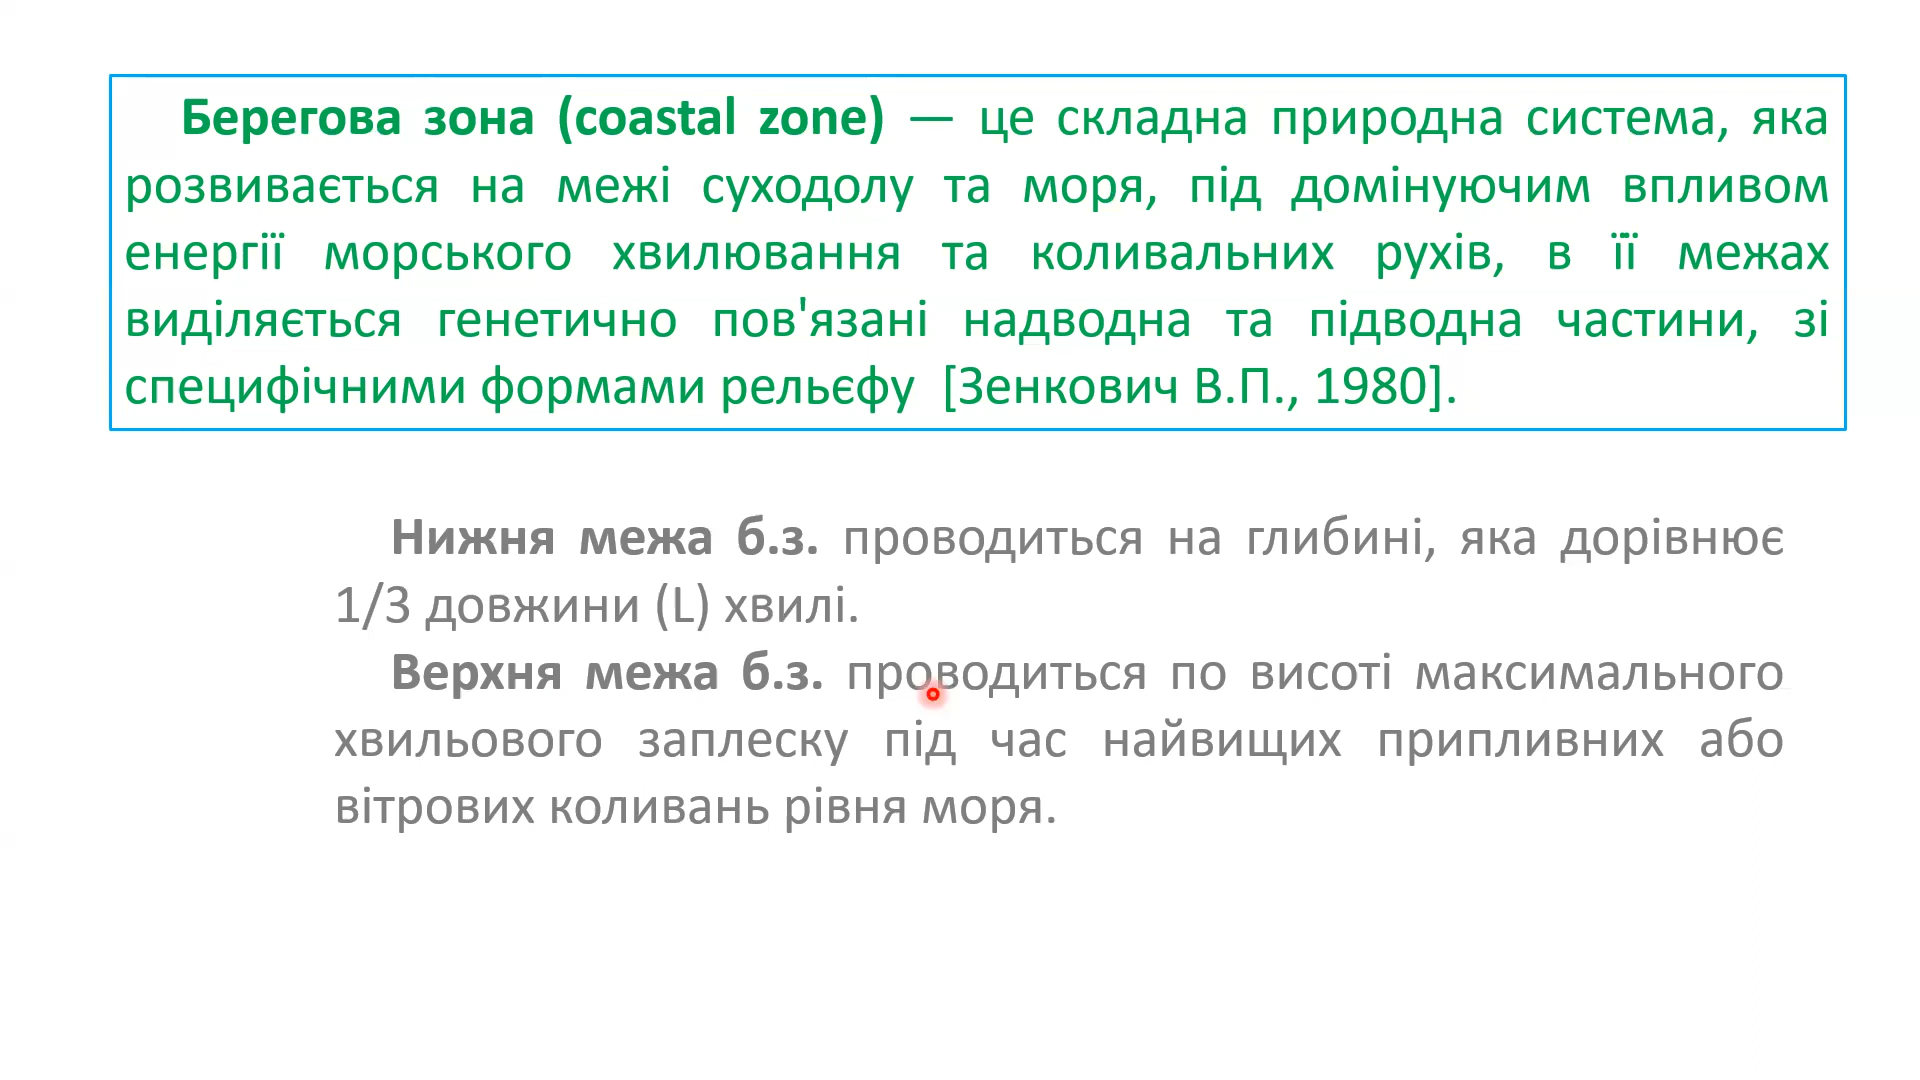 Берегова зона (coastal zone) — це складна природна система, яка
розвивається на межі суходолу та моря, під домінуючим впливом
енергії морського хвилювання та коливальних рухів, в її межах
виділяється генетично пов'язані надводна та підводна частини, зі
специфічними формами рельєфу [Зенкович В.П., 1980].
Нижня межа б.з. проводиться на глибині, яка дорівнює
1/3 довжини (L) хвилі.
Верхня межа б.з. проводиться по висоті максимального
хвильового заплеску під час найвищих припливних або
вітрових коливань рівня моря.